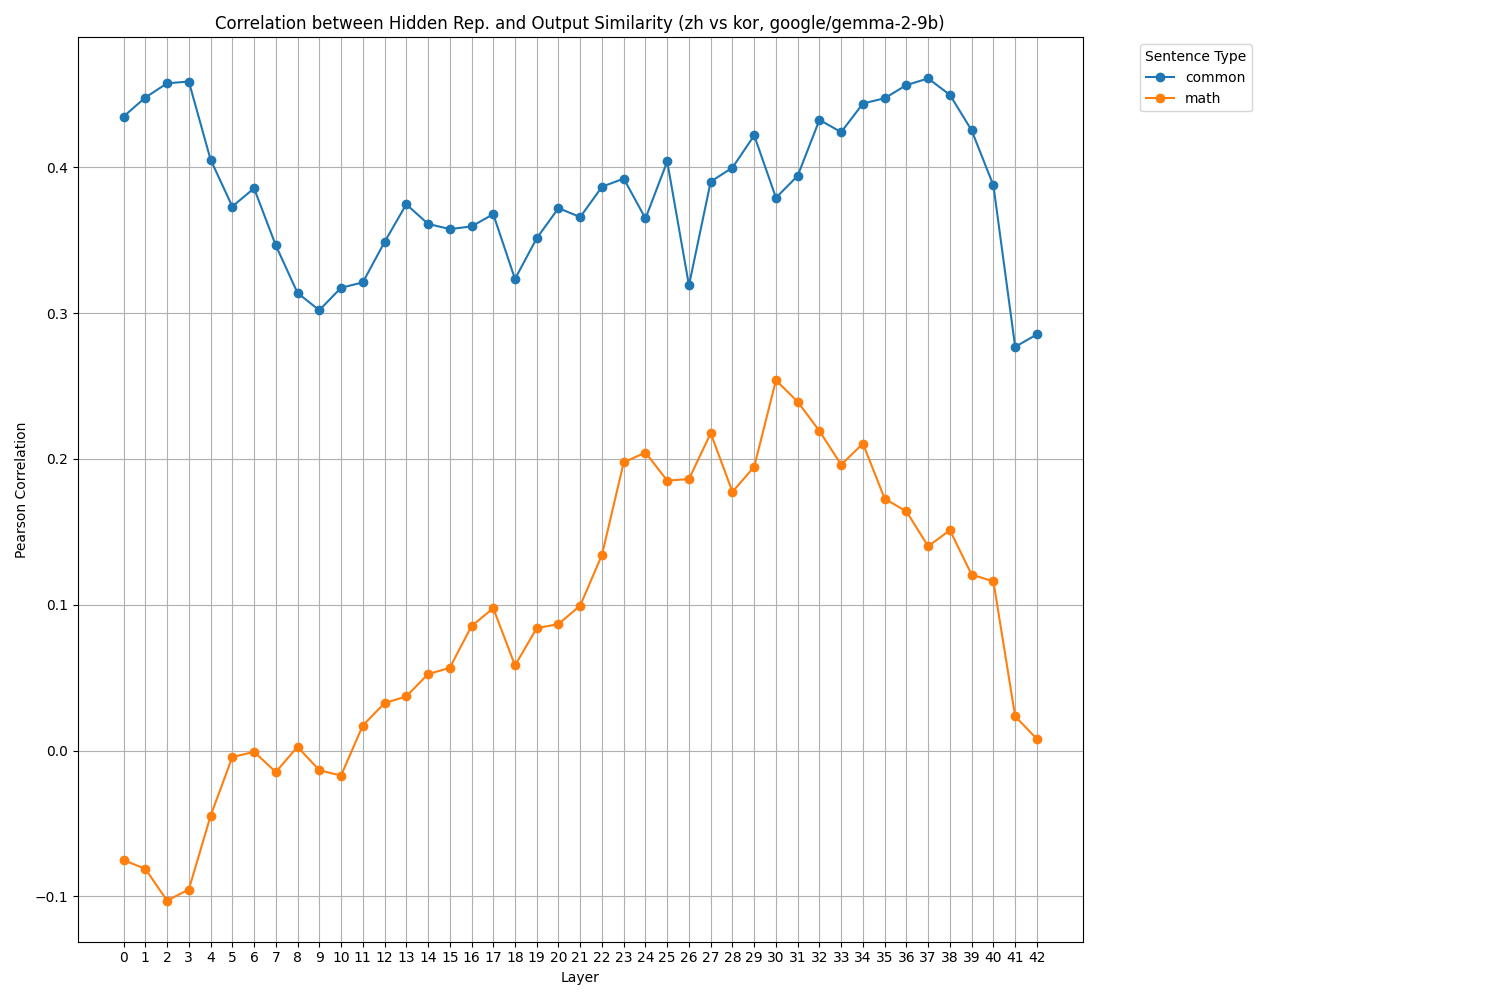 Correlation between Hidden Rep. and Output Similarity (zh vs kor, google/gemma-2-9b)
Sentence Type
common
math
Pearson Correlation
0.4
0.3
0.2
0.1
0.0
−0.1
0 1 2 3 4 5 6 7 8 9 10 11 12 13 14 15 16 17 18 19 20 21 22 23 24 25 26 27 28 29 30 31 32 33 34 35 36 37 38 39 40 41 42
Layer